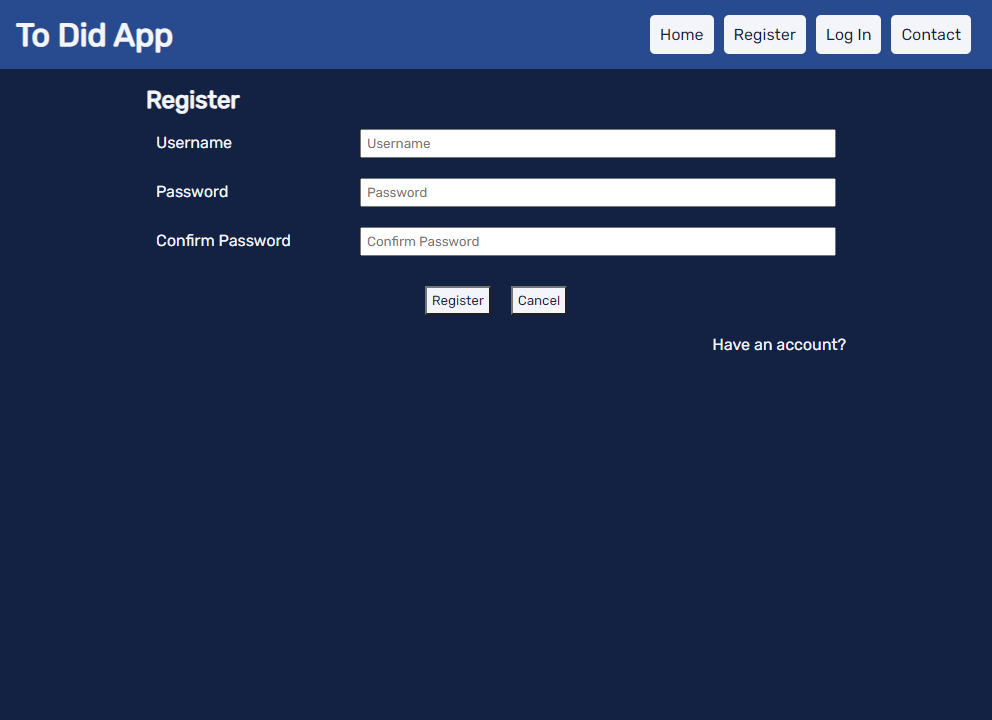 To Did App
Home Register Log In Contact
Register
Username Username
Password Password
Confirm Password Confirm Password
Register Cancel
Have an account?